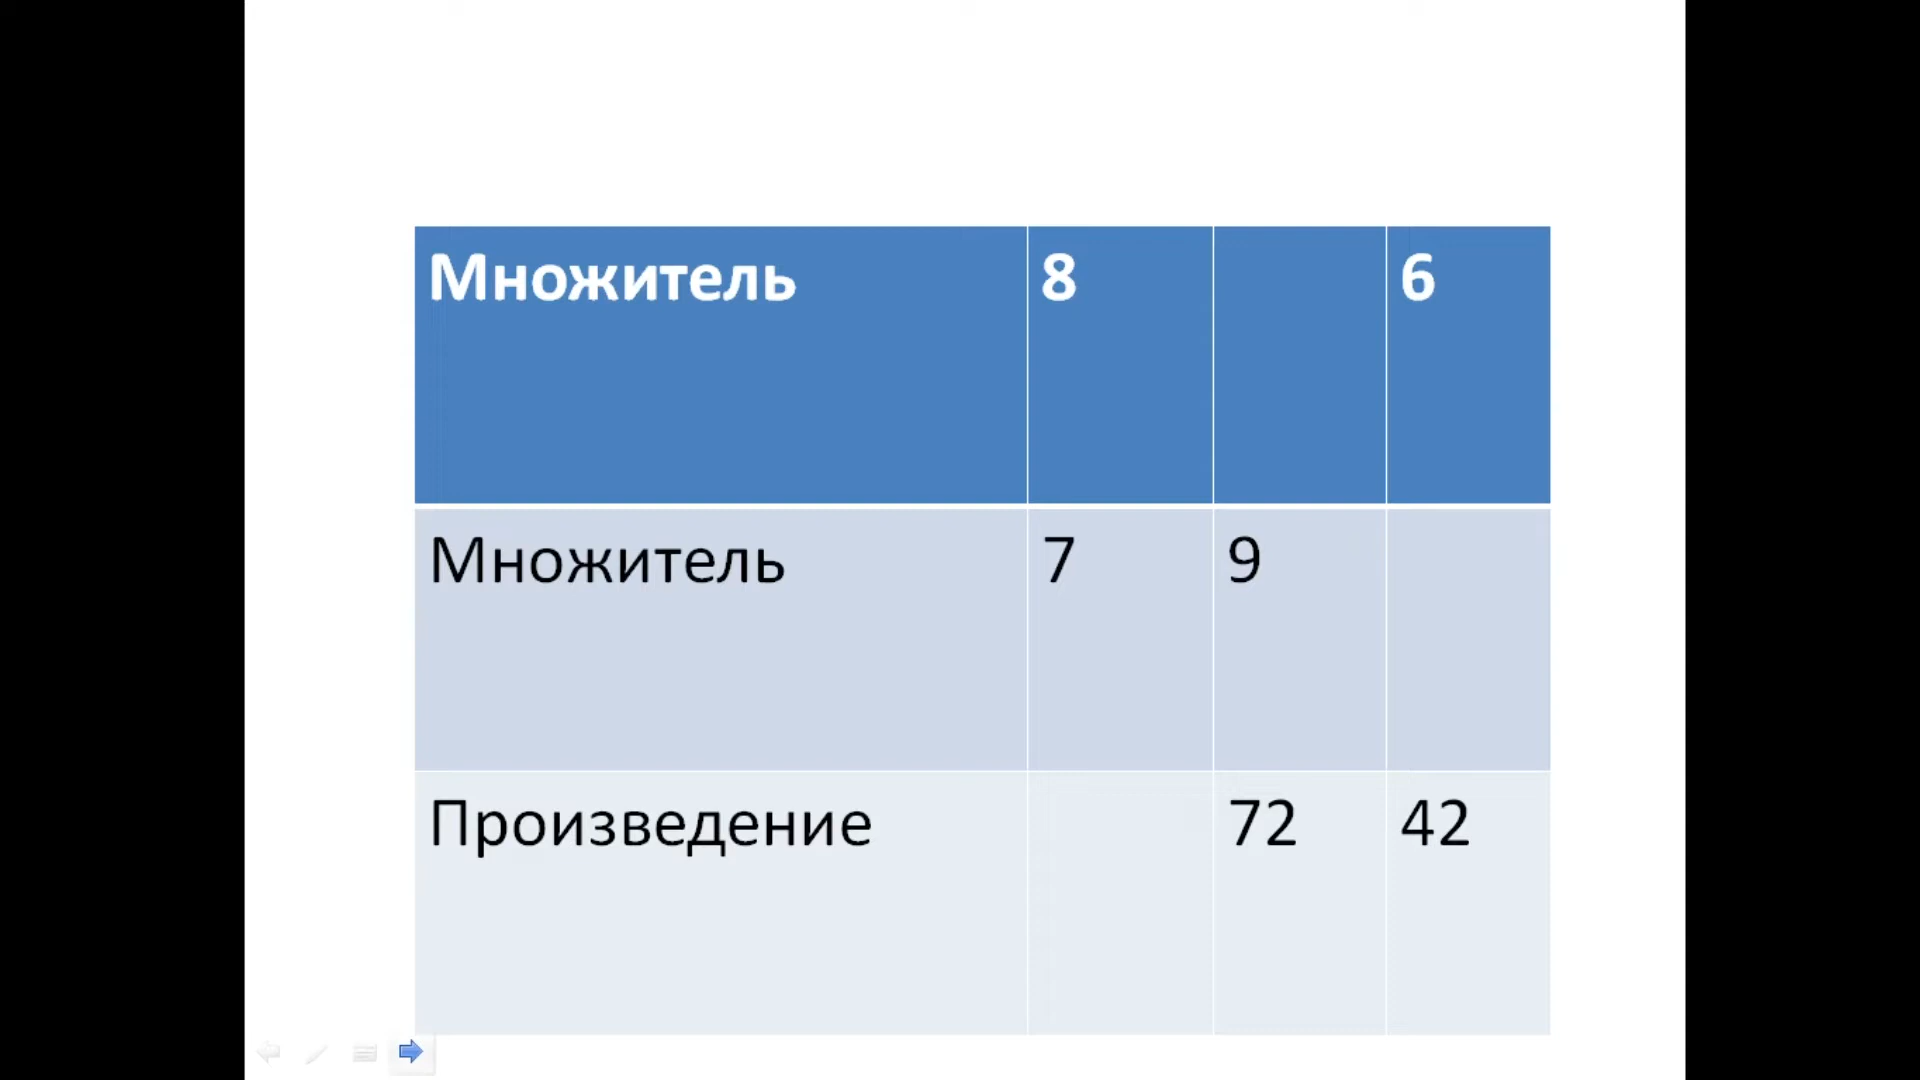 Множитель 8 6
Множитель 7 9
Произведение 72 42